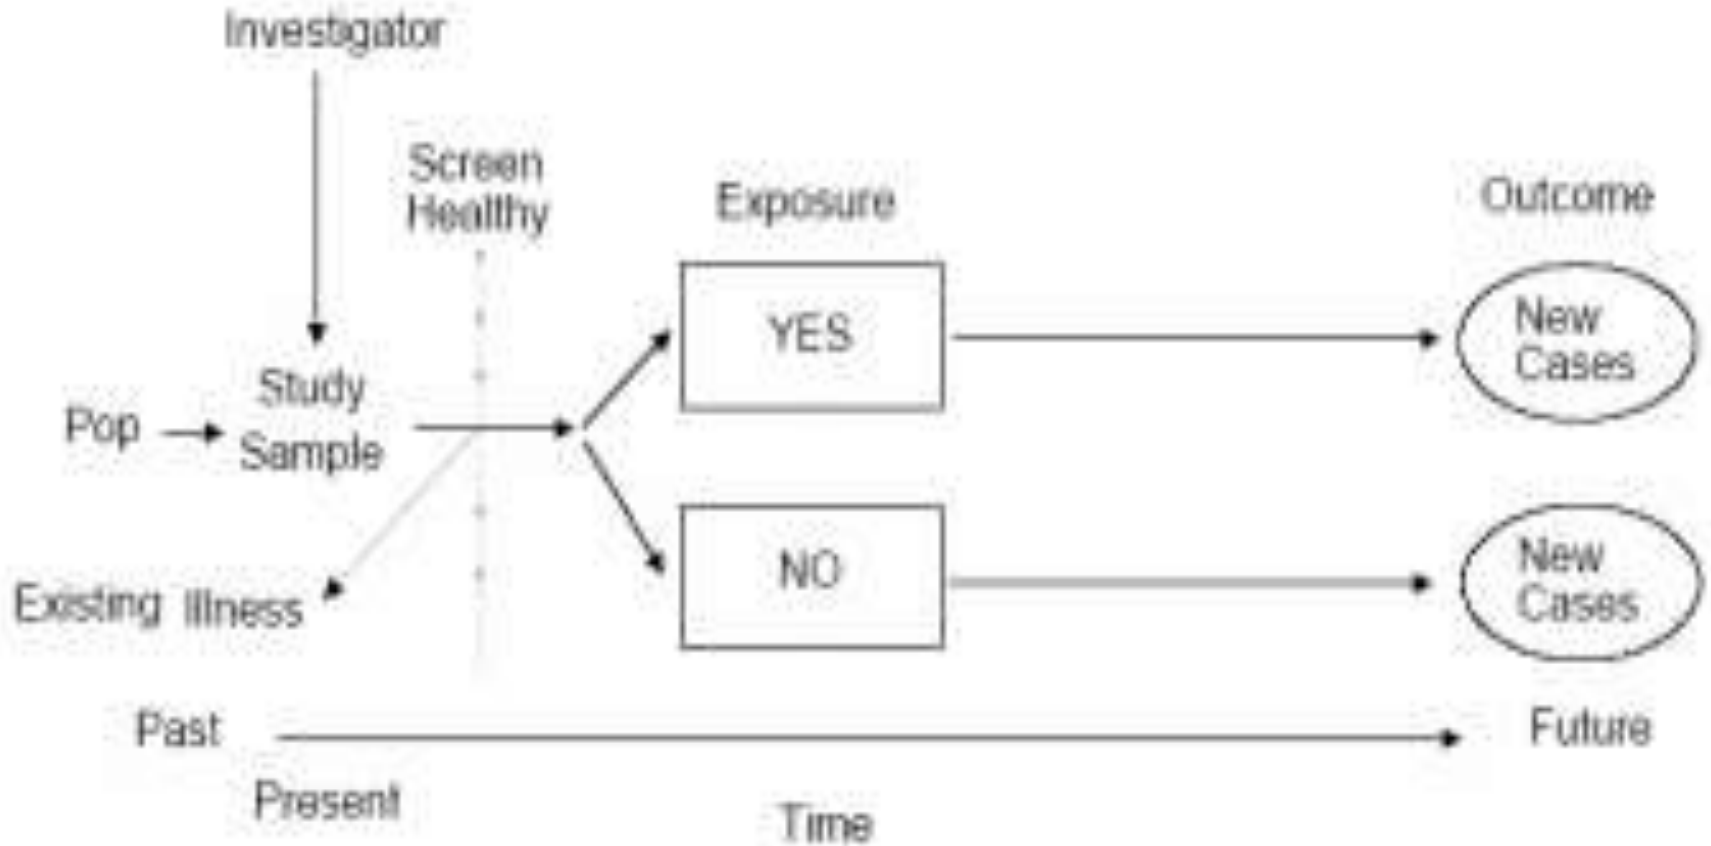 Investigator
Screen
Healthy
Exposure
Outcome
YES
New
Cases
Pop
Study
Sample
NO
New
Cases
Existing Illness
Past
Future
Present
Time